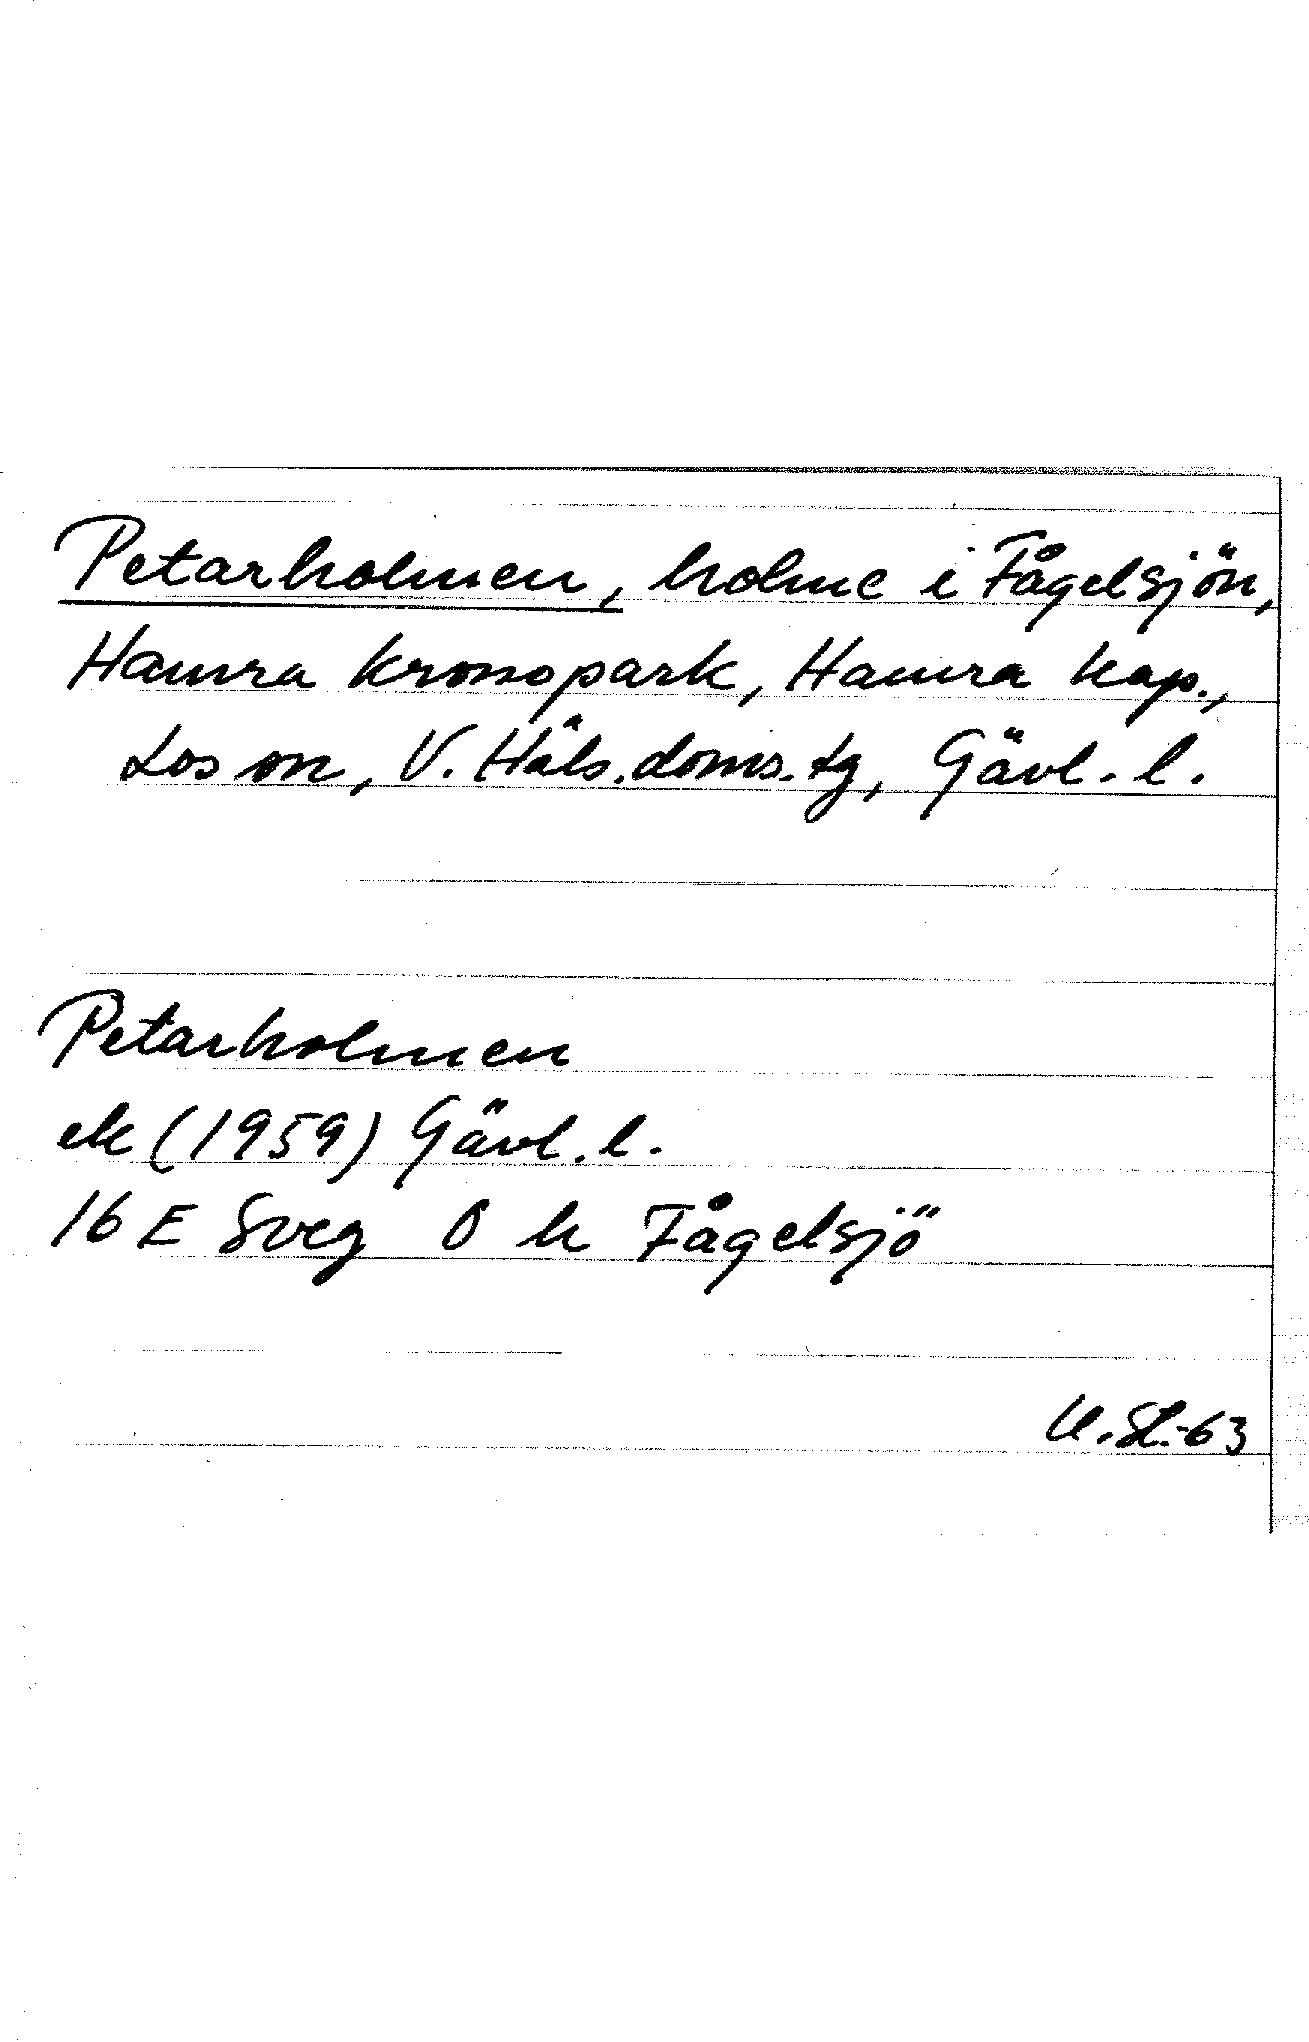 Petarholmen, holme i Fågelsjön,
Hamra kronopark, Hamra kap.,
Los sn, V. Häls. doms. tg, Gävl. l.
Petarholmen
ek (1959) Gävl. l.
16 E Sveg 0 h Fågelsjö
U. St.-63